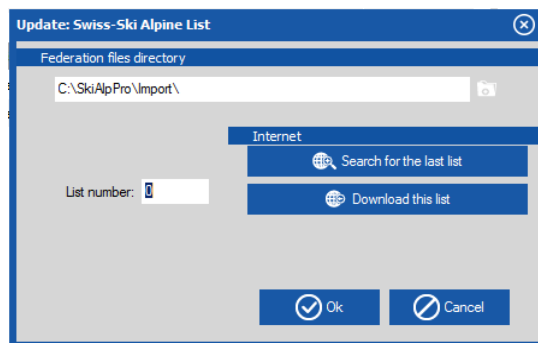 Update: Swiss-Ski Alpine List
Federation files directory
C:\SkiAlpPro\Import\
Internet
Search for the last list
List number: 0
Download this list
Ok
Cancel